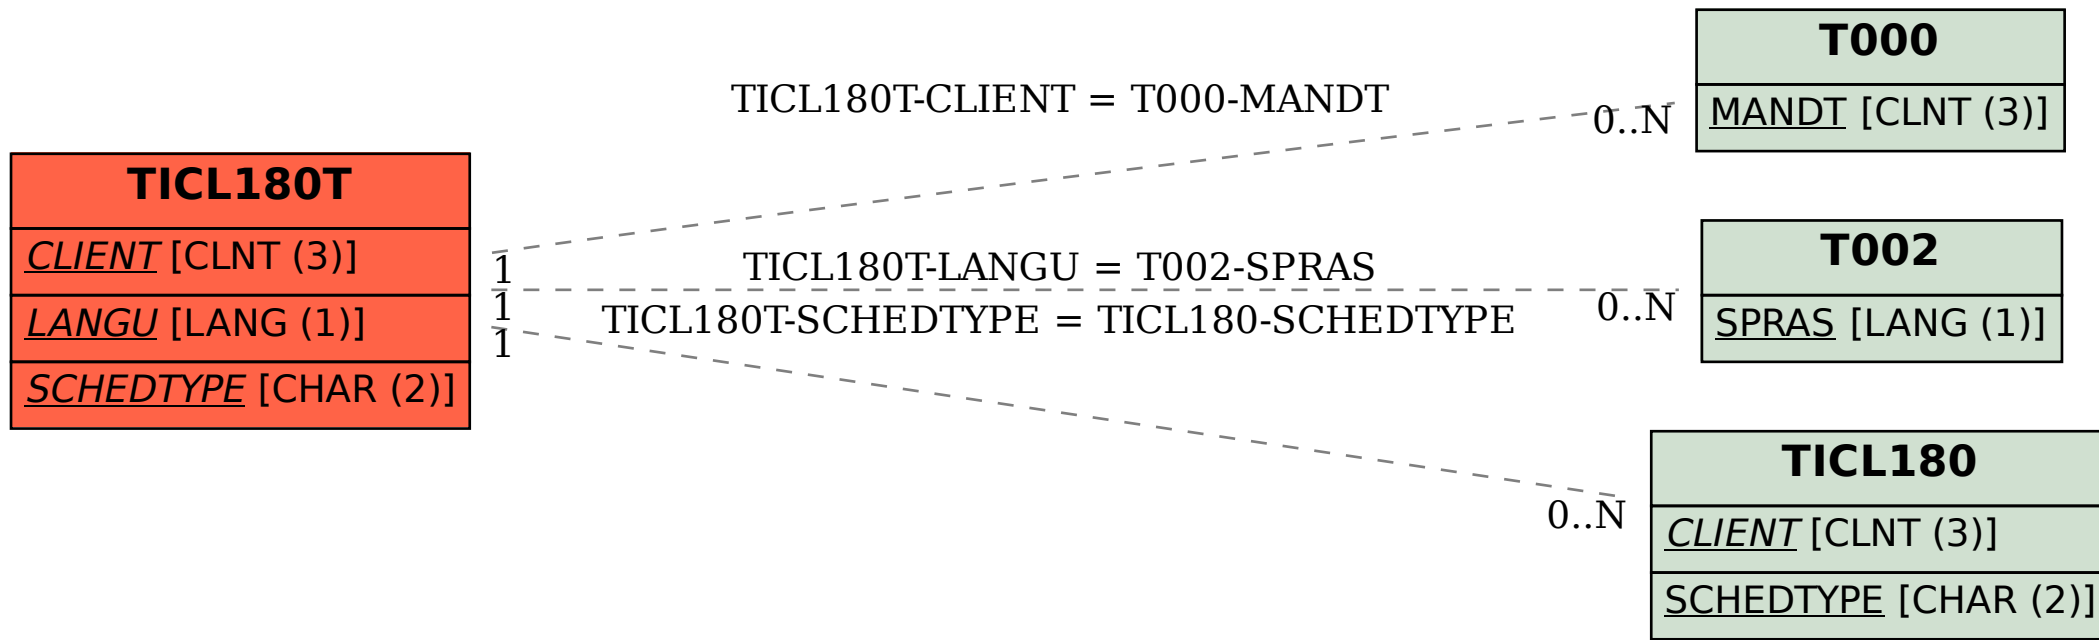 TICL180T
CLIENT [CLNT (3)]
LANGU [LANG (1)]
SCHEDTYPE [CHAR (2)]
TICL180T-CLIENT = T000-MANDT
1
0..N
TICL180T-LANGU = T002-SPRAS
1
0..N
TICL180T-SCHEDTYPE = TICL180-SCHEDTYPE
1
0..N
T000
MANDT [CLNT (3)]
T002
SPRAS [LANG (1)]
TICL180
CLIENT [CLNT (3)]
SCHEDTYPE [CHAR (2)]